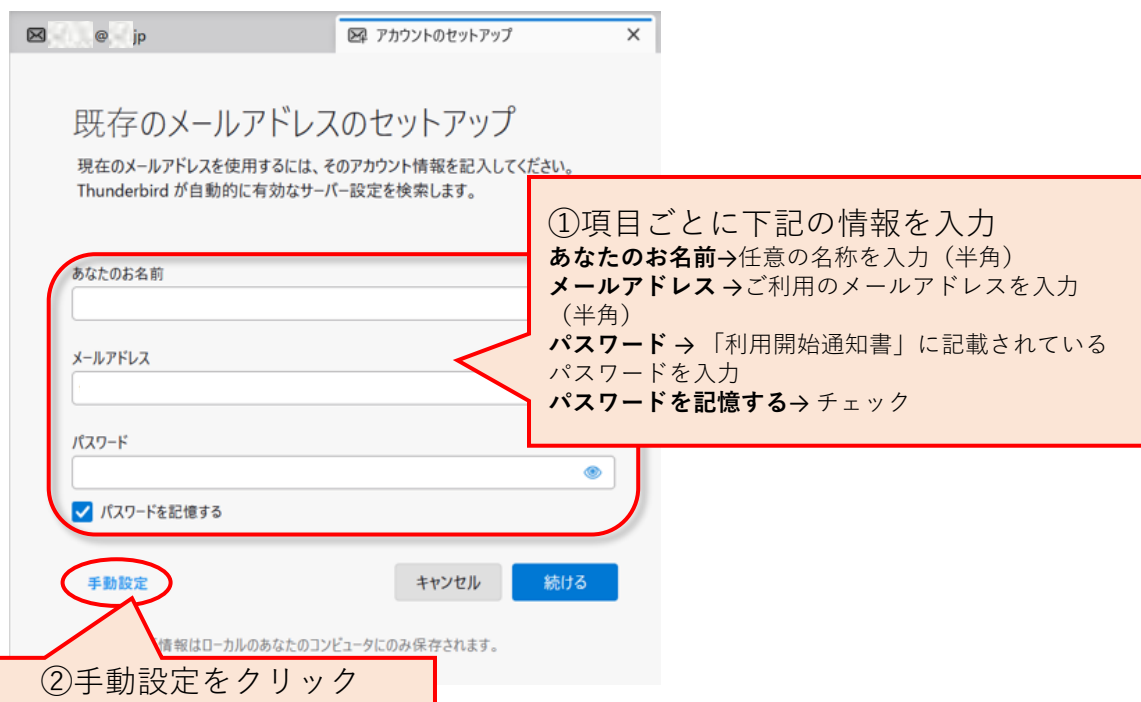 @ jp
アカウントのセットアップ
既存のメールアドレスのセットアップ
現在のメールアドレスを使用するには、そのアカウント情報を記入してください。
Thunderbird が自動的に有効なサーバー設定を検索します。
①項目ごとに下記の情報を入力
あなたのお名前→任意の名称を入力（半角）
メールアドレス→ご利用のメールアドレスを入力
（半角）
パスワード→「利用開始通知書」に記載されている
パスワードを入力
パスワードを記憶する→チェック
あなたのお名前
メールアドレス
パスワード
パスワードを記憶する
手動設定
キャンセル
続ける
情報はローカルのあなたのコンピュータにのみ保存されます。
②手動設定をクリック